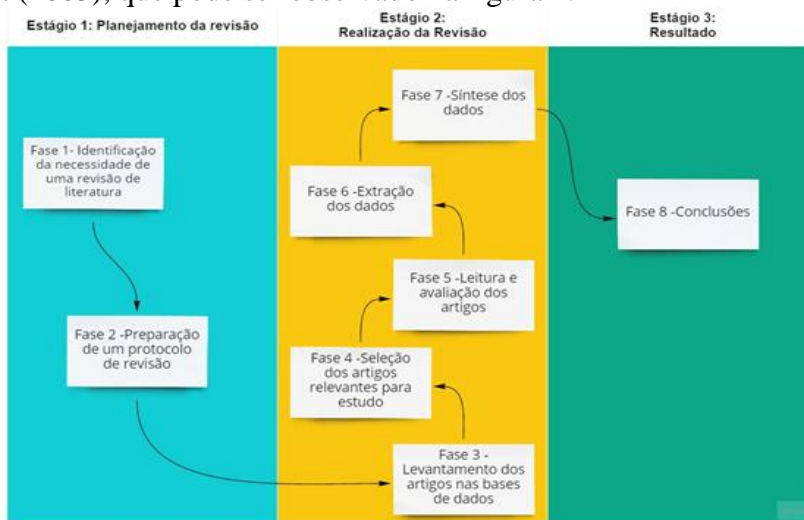 Estágio 1: Planejamento da revisão
Estágio 2:
Realização da Revisão
Estágio 3:
Resultado
Fase 1- Identificação
da necessidade de
uma revisão de
literatura
Fase 2 -Preparação
de um protocolo
de revisão
Fase 3 -
Levantamento dos
artigos nas bases
de dados
Fase 4 -Seleção
dos artigos
relevantes para
estudo
Fase 5 -Leitura e
avaliação dos
artigos
Fase 6 -Extração
dos dados
Fase 7 -Síntese dos
dados
Fase 8 -Conclusões